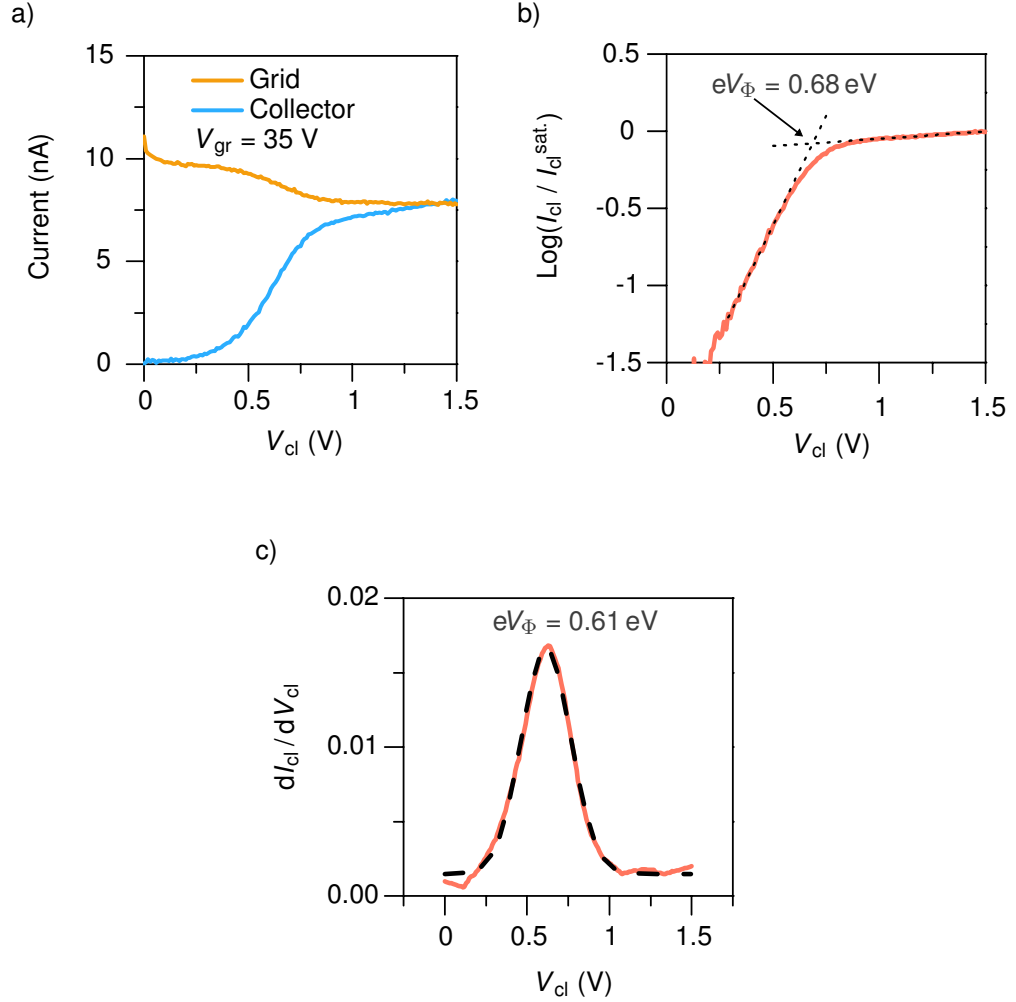 a)
15
10
5
0
Current (nA)
Grid
Collector
V_gr = 35 V
0
0.5
1
1.5
V_cl (V)
b)
0.5
0
-0.5
-1
-1.5
Log(I_cl / I_cl^sat.)
eV_Φ = 0.68 eV
0
0.5
1
1.5
V_cl (V)
c)
0.02
0.01
0.00
dI_cl / dV_cl
eV_Φ = 0.61 eV
0
0.5
1
1.5
V_cl (V)